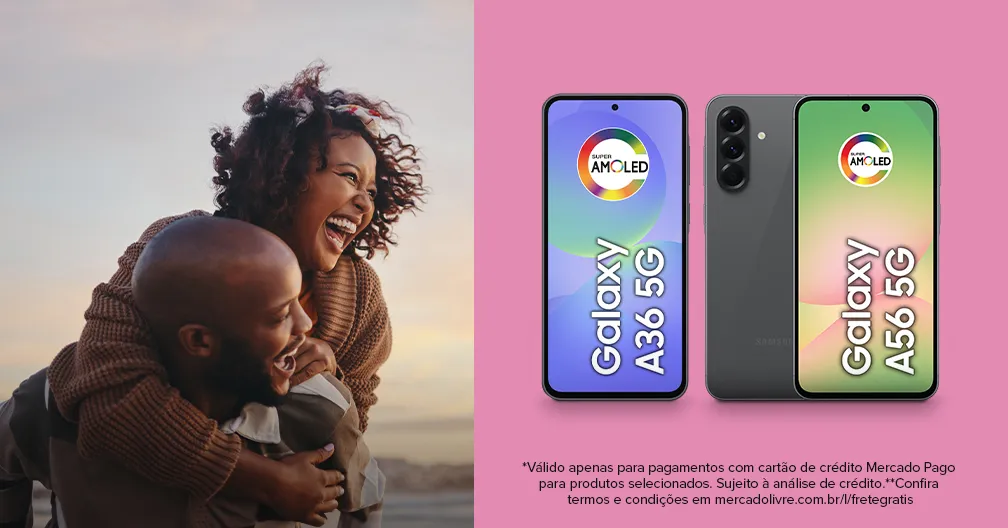 SUPER
AMOLED
Galaxy
A36 5G
SAMSUNG
SUPER
AMOLED
Galaxy
A56 5G
*Válido apenas para pagamentos com cartão de crédito Mercado Pago
para produtos selecionados. Sujeito à análise de crédito.**Confira
termos e condições em mercadolivre.com.br/l/fretegratis